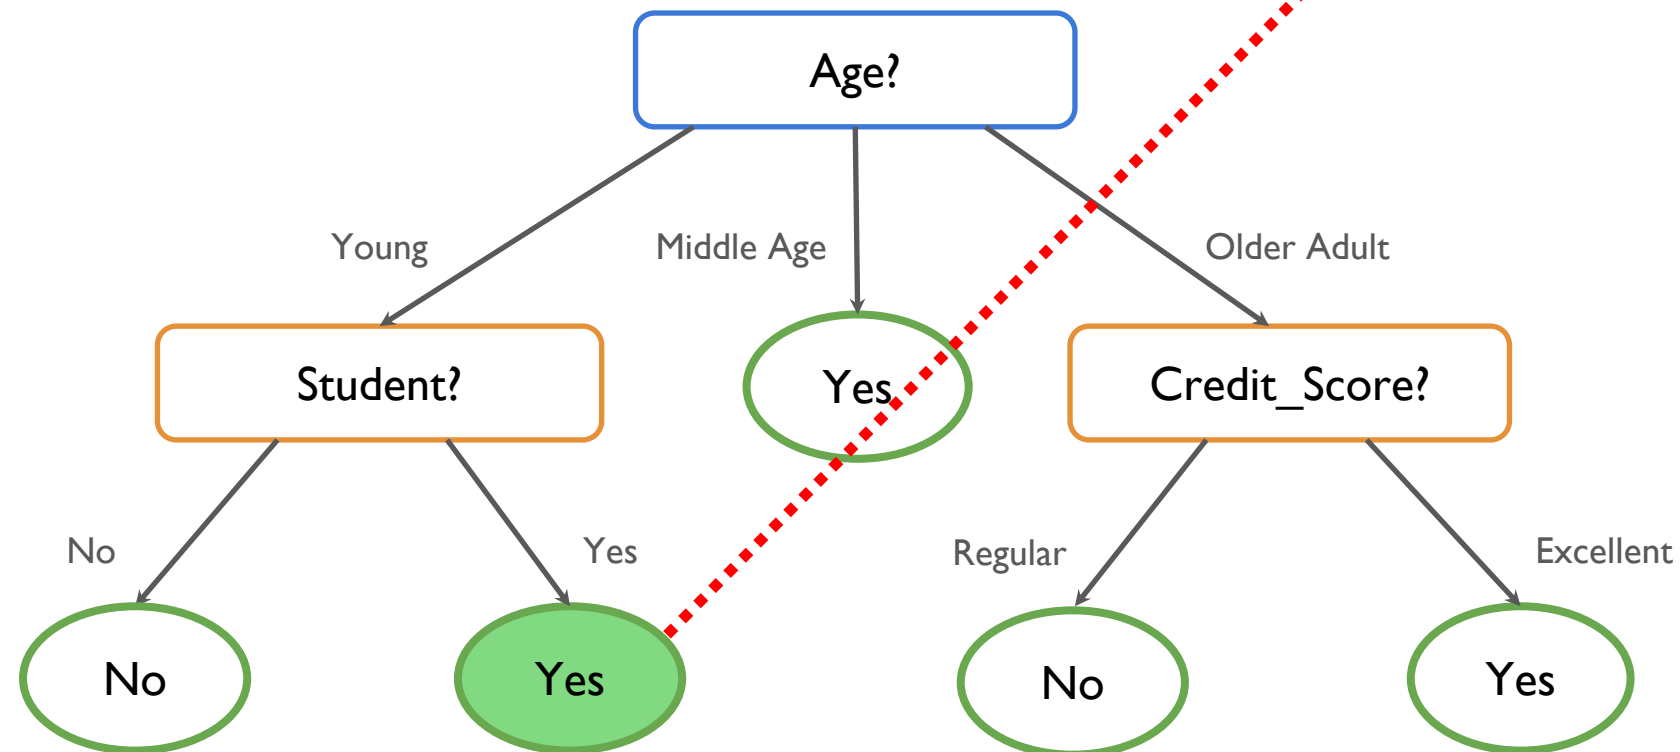 Age?
Young
Middle Age
Older Adult
Student?
Yes
Credit_Score?
No
Yes
Regular
Excellent
No
Yes
No
Yes